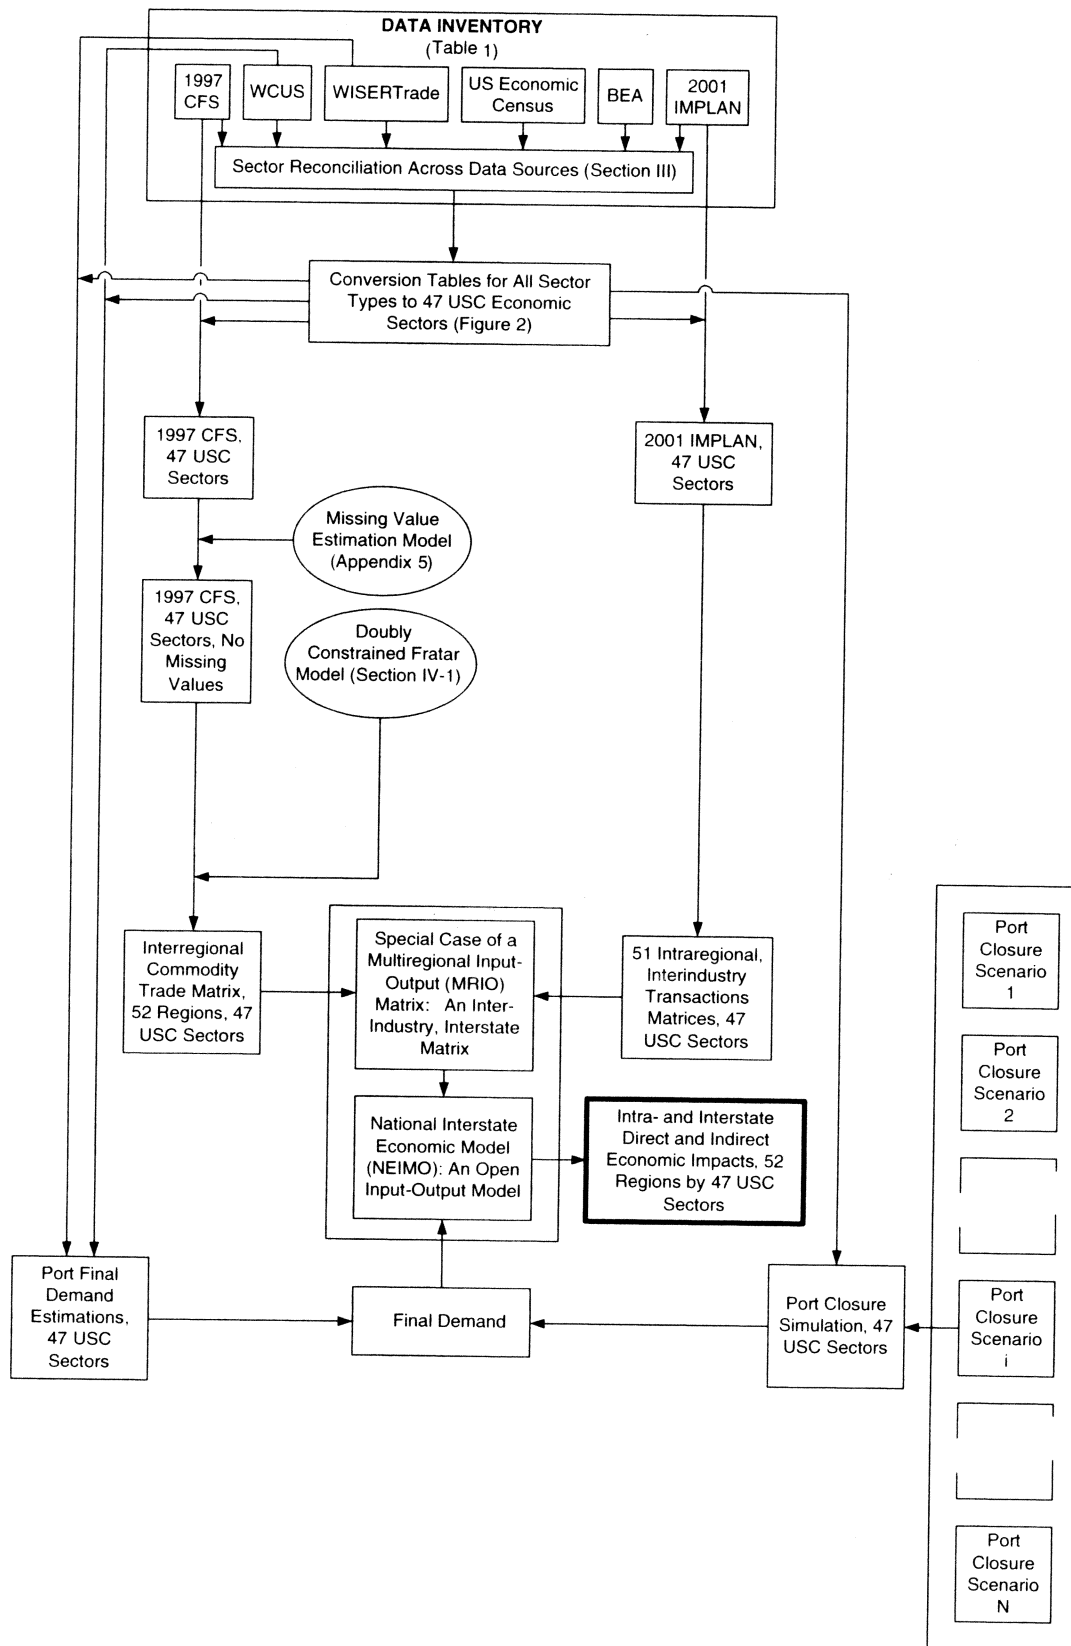 DATA INVENTORY
(Table 1)
1997
CFS
WCUS
WISERTrade
US Economic
Census
BEA
2001
IMPLAN
Sector Reconciliation Across Data Sources (Section III)
Conversion Tables for All Sector
Types to 47 USC Economic
Sectors (Figure 2)
1997 CFS,
47 USC
Sectors
2001 IMPLAN,
47 USC
Sectors
Missing Value
Estimation Model
(Appendix 5)
1997 CFS,
47 USC
Sectors, No
Missing
Values
Doubly
Constrained Fratar
Model (Section IV-1)
Interregional
Commodity
Trade Matrix,
52 Regions, 47
USC Sectors
Special Case of a
Multiregional Input-
Output (MRIO)
Matrix: An Inter-
Industry, Interstate
Matrix
51 Intraregional,
Interindustry
Transactions
Matrices, 47
USC Sectors
National Interstate
Economic Model
(NEIMO): An Open
Input-Output Model
Intra- and Interstate
Direct and Indirect
Economic Impacts, 52
Regions by 47 USC
Sectors
Port Final
Demand
Estimations,
47 USC
Sectors
Final Demand
Port Closure
Simulation, 47
USC Sectors
Port
Closure
Scenario
1
Port
Closure
Scenario
2
Port
Closure
Scenario
i
Port
Closure
Scenario
N